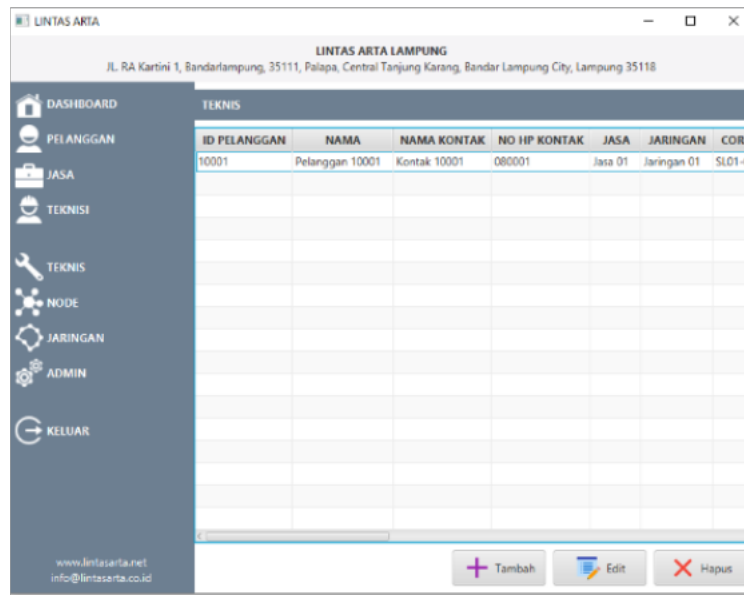 LINTAS ARTA
LINTAS ARTA LAMPUNG
JL. RA Kartini 1, Bandarlampung, 35111, Palapa, Central Tanjung Karang, Bandar Lampung City, Lampung 35118
DASHBOARD
PELANGGAN
JASA
TEKNISI
TEKNIS
NODE
JARINGAN
ADMIN
KELUAR
www.lintasarta.net
info@lintasarta.co.id
TEKNIS
ID PELANGGAN NAMA NAMA KONTAK NO HP KONTAK JASA JARINGAN COR
10001 Pelanggan 10001 Kontak 10001 080001 Jasa 01 Jaringan 01 SL01-
Tambah Edit Hapus